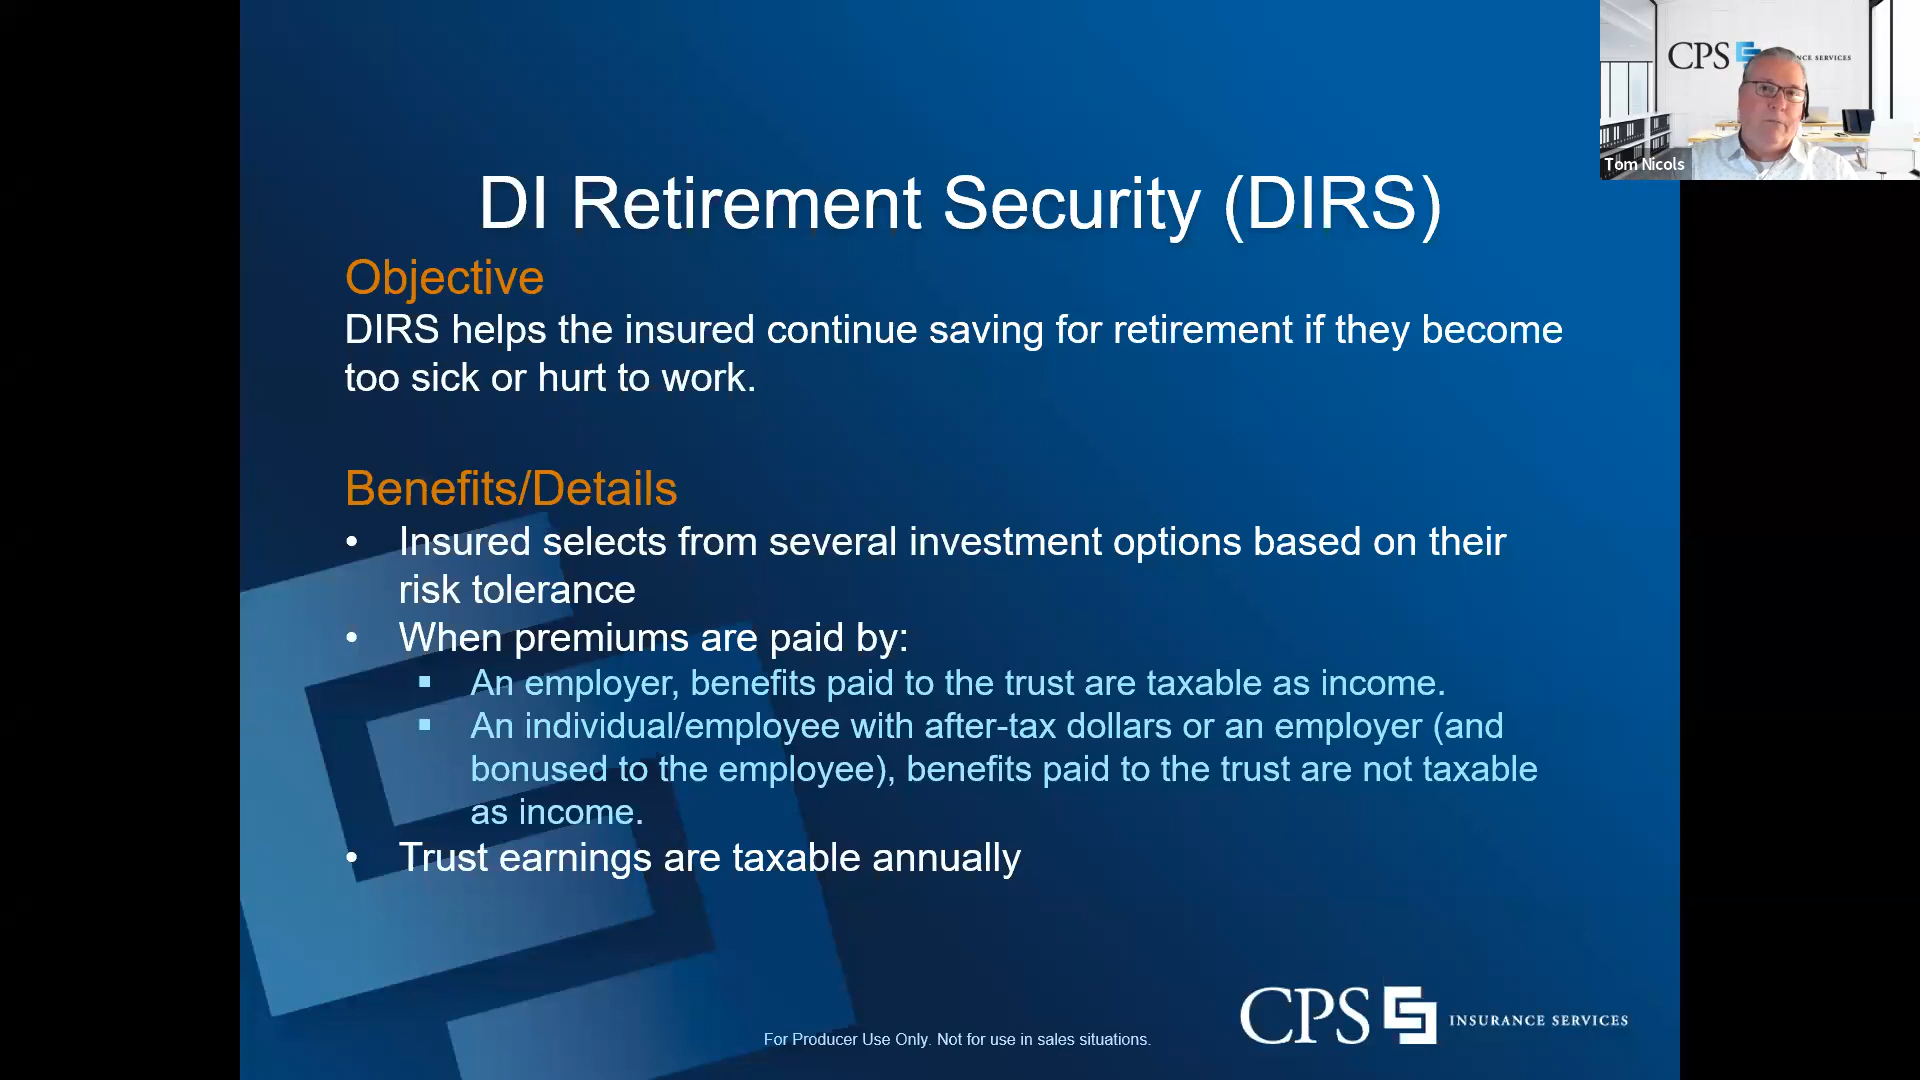 CPS
NCE SERVICES
Tom Nicols
DI Retirement Security (DIRS)
Objective
DIRS helps the insured continue saving for retirement if they become
too sick or hurt to work.
Benefits/Details
• Insured selects from several investment options based on their
risk tolerance
• When premiums are paid by:
▪ An employer, benefits paid to the trust are taxable as income.
▪ An individual/employee with after-tax dollars or an employer (and
bonused to the employee), benefits paid to the trust are not taxable
as income.
• Trust earnings are taxable annually
CPS INSURANCE SERVICES
For Producer Use Only. Not for use in sales situations.